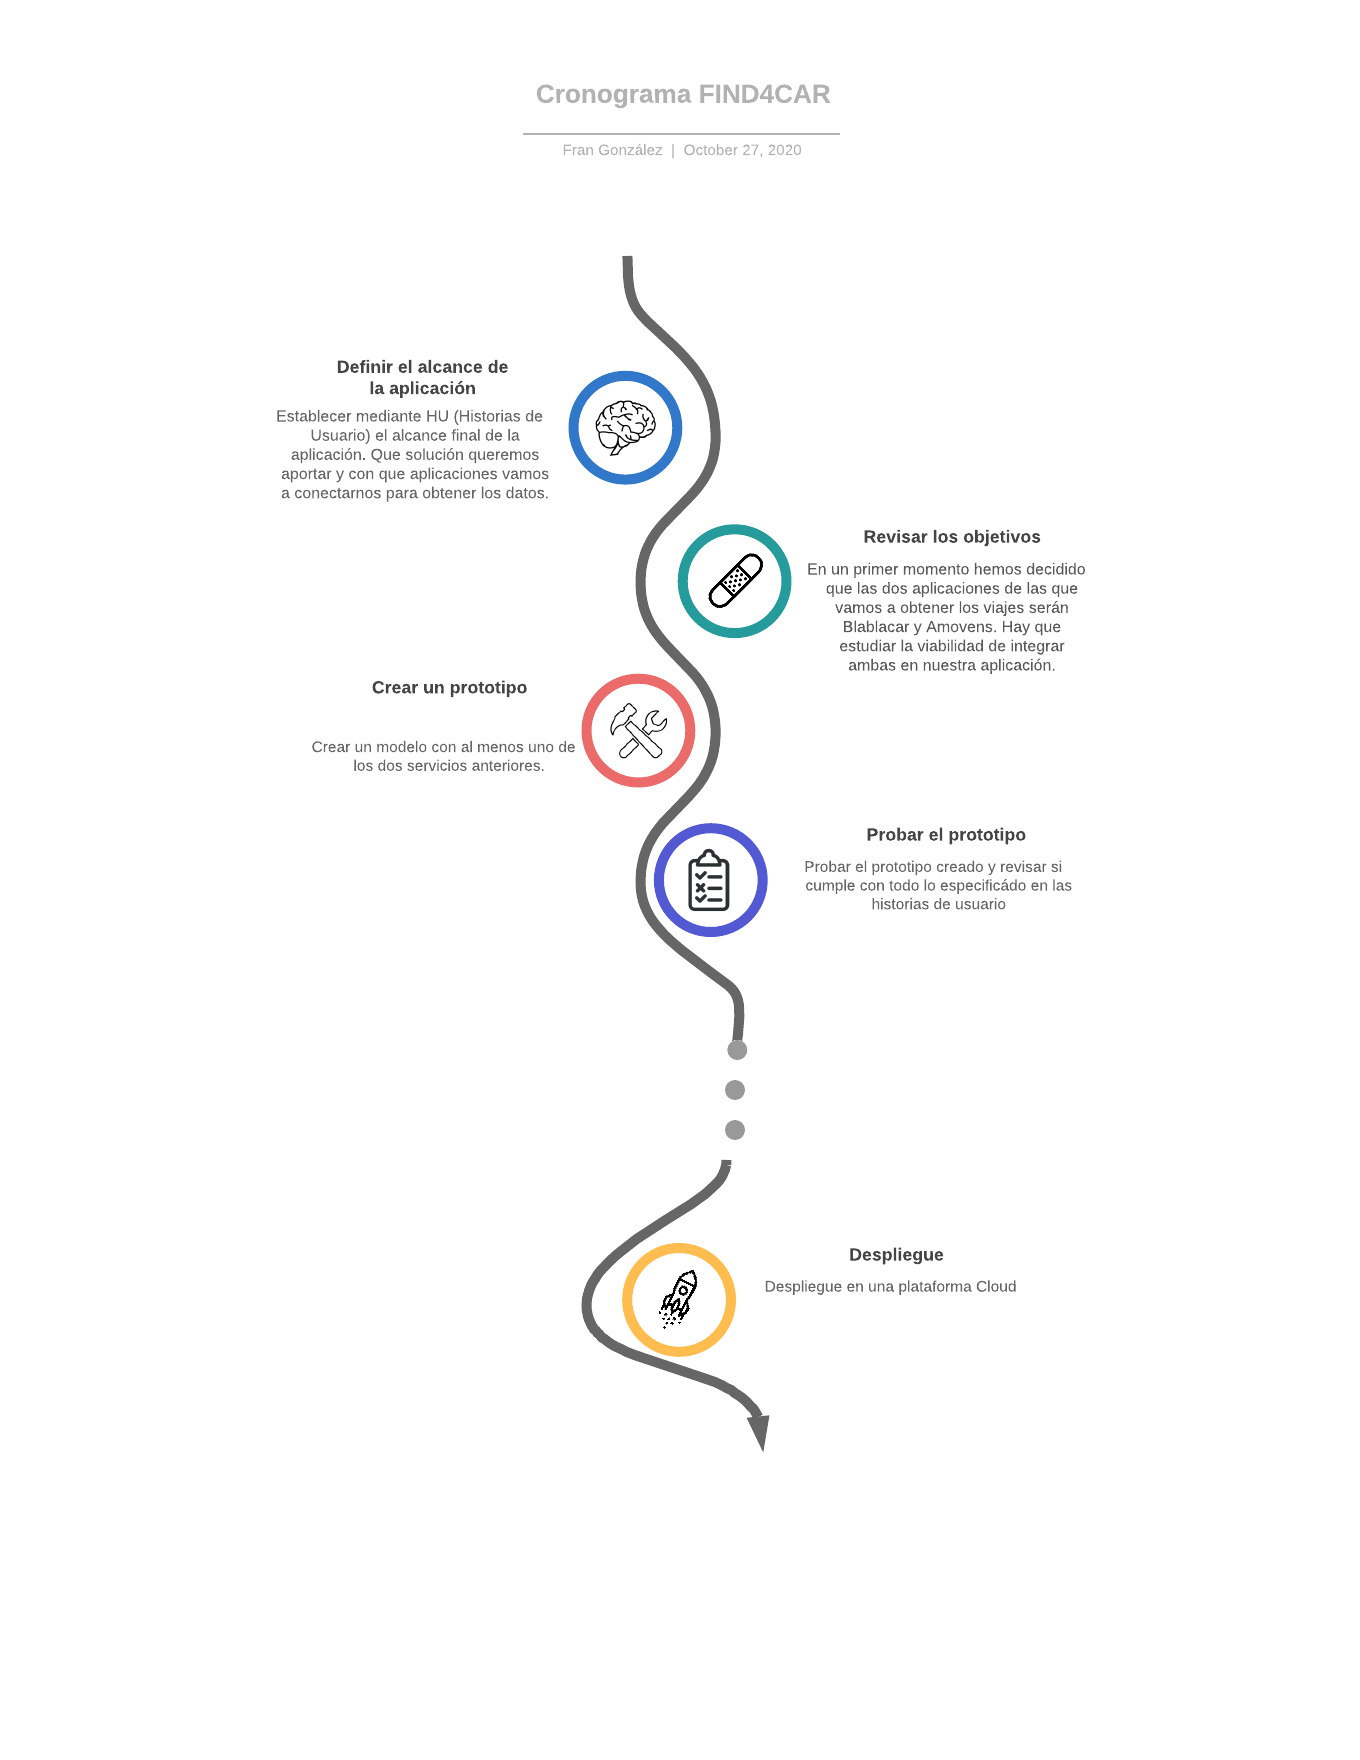 Cronograma FIND4CAR
Fran González | October 27, 2020
Definir el alcance de
la aplicación
Establecer mediante HU (Historias de
Usuario) el alcance final de la
aplicación. Que solución queremos
aportar y con que aplicaciones vamos
a conectarnos para obtener los datos.
Revisar los objetivos
En un primer momento hemos decidido
que las dos aplicaciones de las que
vamos a obtener los viajes serán
Blablacar y Amovens. Hay que
estudiar la viabilidad de integrar
ambas en nuestra aplicación.
Crear un prototipo
Crear un modelo con al menos uno de
los dos servicios anteriores.
Probar el prototipo
Probar el prototipo creado y revisar si
cumple con todo lo especificádo en las
historias de usuario
Despliegue
Despliegue en una plataforma Cloud